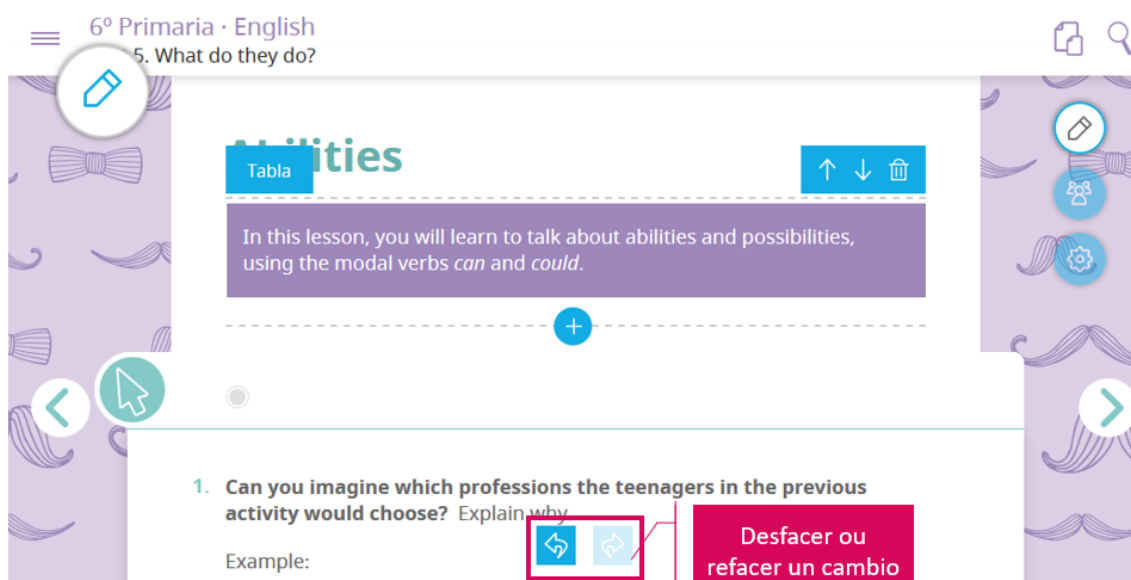 6º Primaria · English
5. What do they do?
Abilities
Tabla
In this lesson, you will learn to talk about abilities and possibilities,
using the modal verbs can and could.
1. Can you imagine which professions the teenagers in the previous
activity would choose? Explain why
Example:
Desfacer ou
refacer un cambio